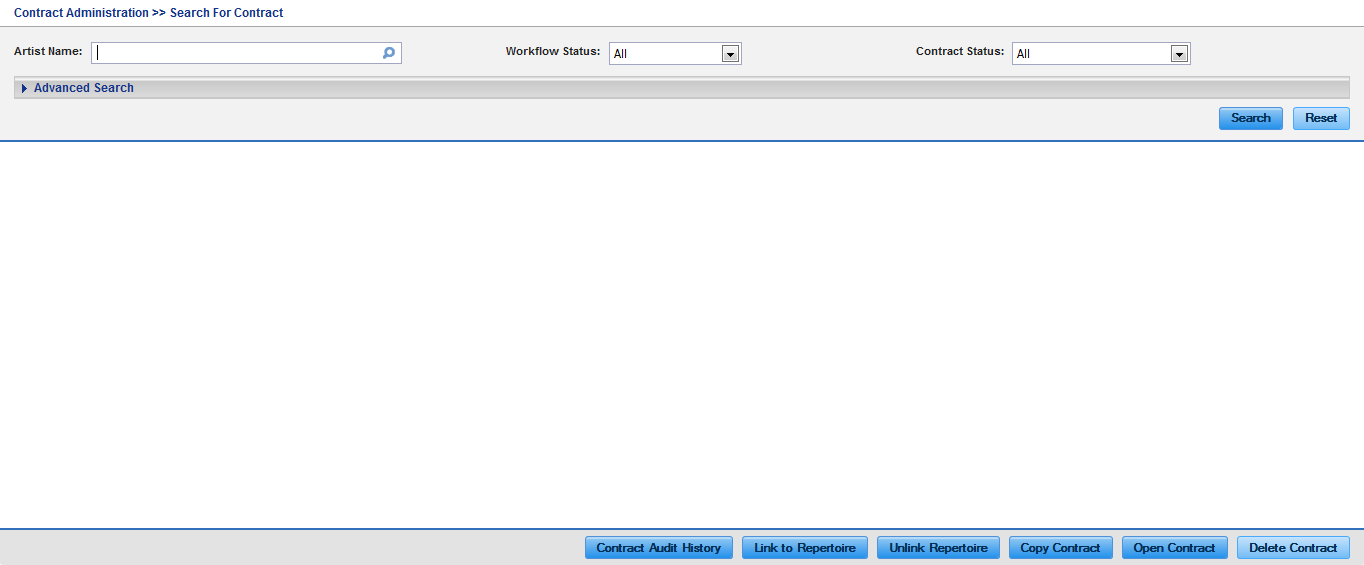 Contract Administration >> Search For Contract
Artist Name: Workflow Status: All Contract Status: All
Advanced Search
Search Reset
Contract Audit History Link to Repertoire Unlink Repertoire Copy Contract Open Contract Delete Contract